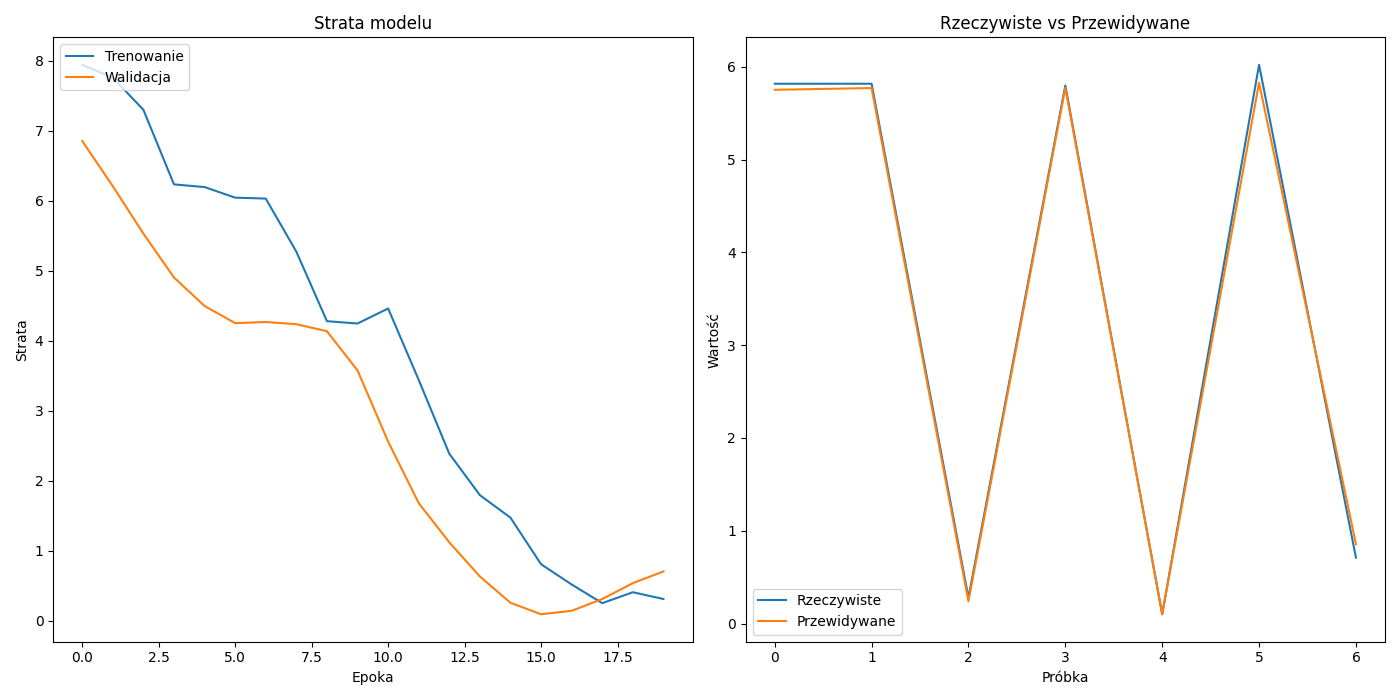 Strata modelu
Trenowanie
Walidacja
8
7
6
5
4
3
2
1
0
Strata
0.0 2.5 5.0 7.5 10.0 12.5 15.0 17.5
Epoka
Rzeczywiste vs Przewidywane
6
5
4
3
2
1
0
Wartość
Rzeczywiste
Przewidywane
0 1 2 3 4 5 6
Próbka